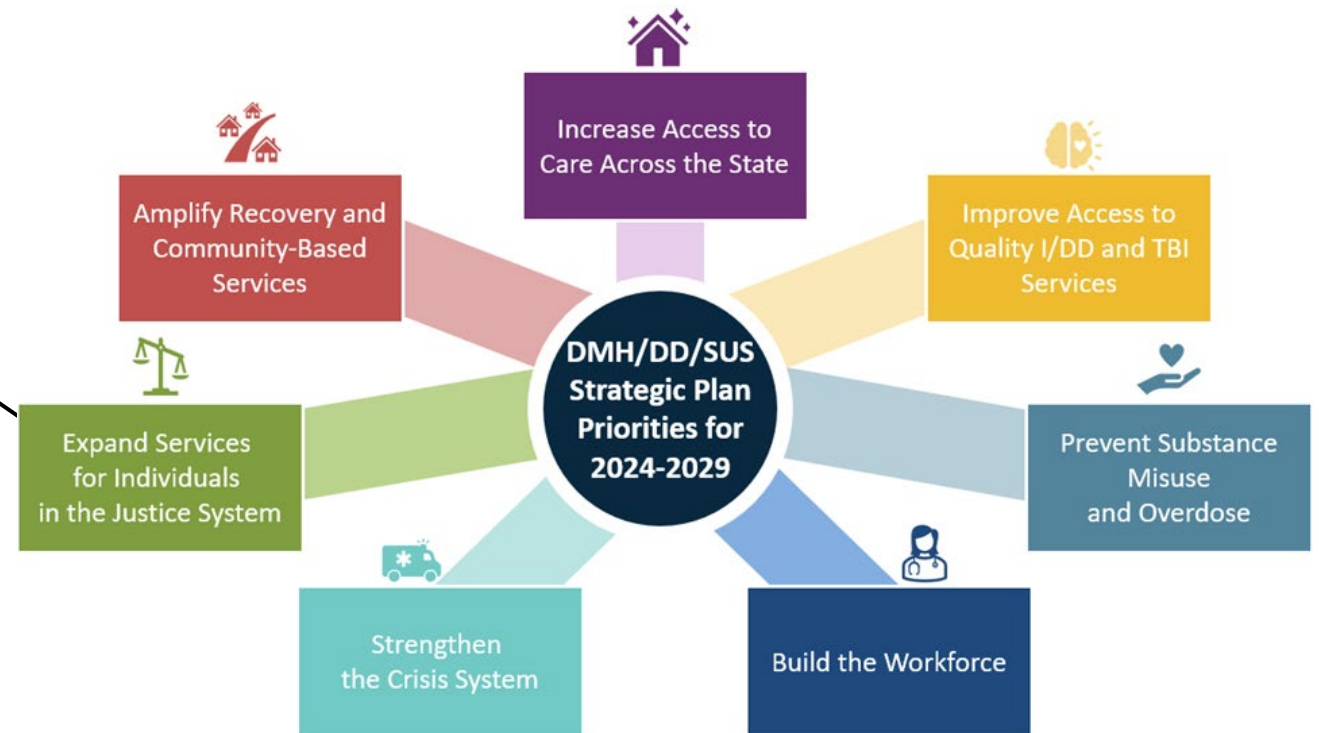 Increase Access to
Care Across the State
Amplify Recovery and
Community-Based
Services
Improve Access to
Quality I/DD and TBI
Services
DMH/DD/SUS
Strategic Plan
Priorities for
2024-2029
Expand Services
for Individuals
in the Justice System
Prevent Substance
Misuse
and Overdose
Strengthen
the Crisis System
Build the Workforce